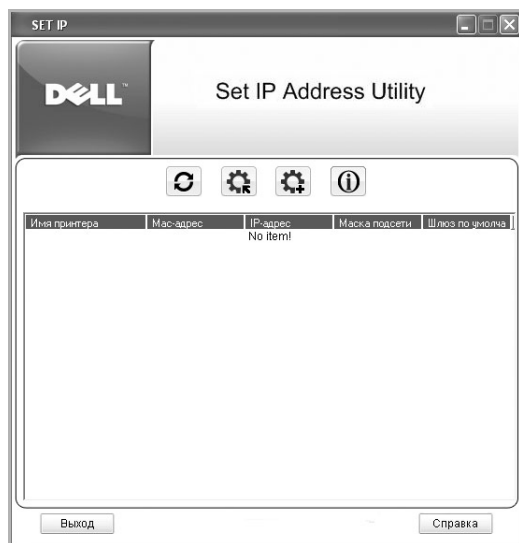 SET IP
DELL™
Set IP Address Utility
Имя принтера Mac-адрес IP-адрес Маска подсети Шлюз по умолча
No item!
Выход Справка